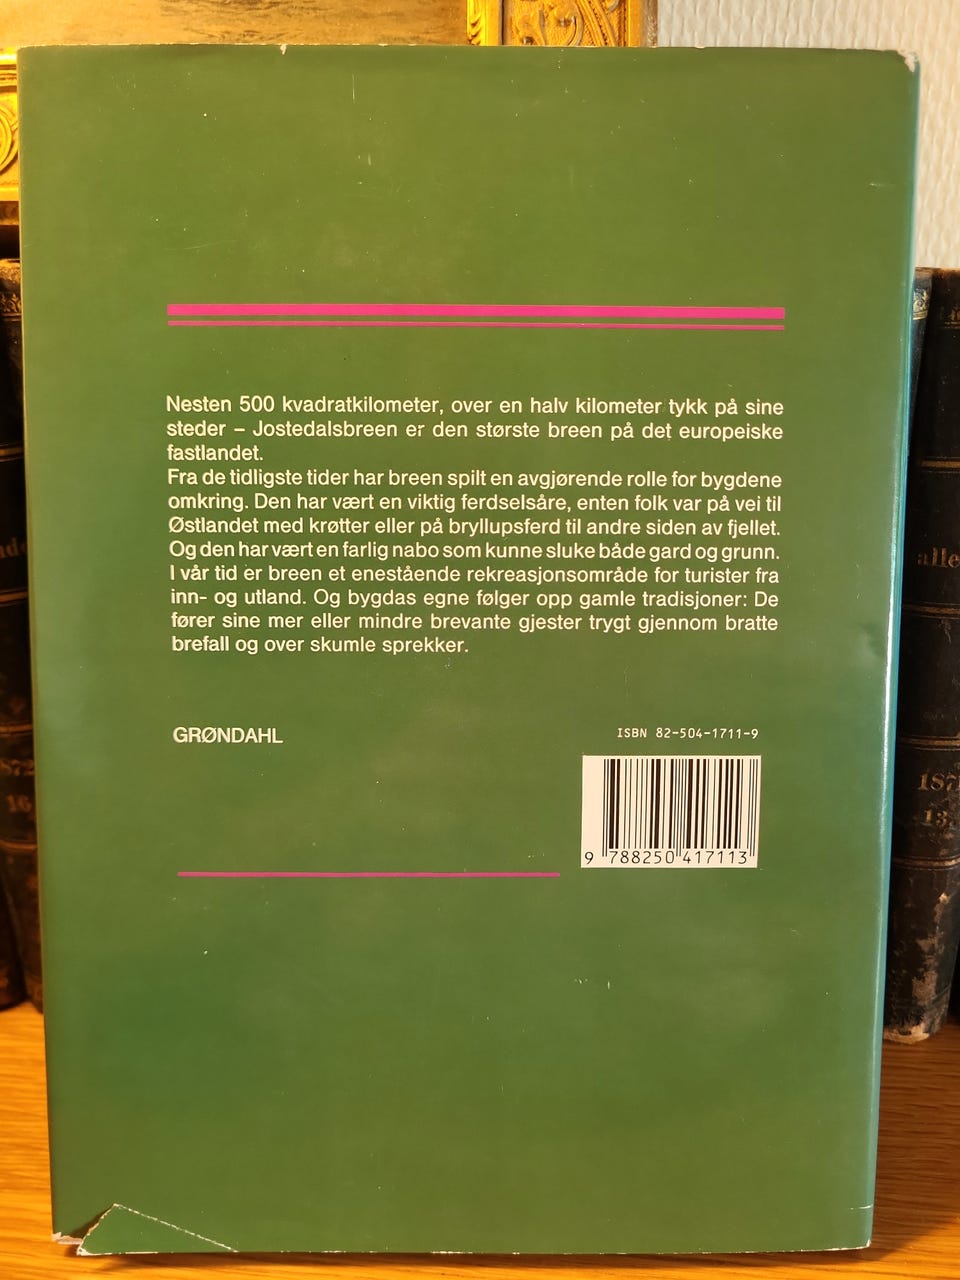 Nesten 500 kvadratkilometer, over en halv kilometer tykk på sine
steder – Jostedalsbreen er den største breen på det europeiske
fastlandet.
Fra de tidligste tider har breen spilt en avgjørende rolle for bygdene
omkring. Den har vært en viktig ferdselsåre, enten folk var på vei til
Østlandet med krøtter eller på bryllupsferd til andre siden av fjellet.
Og den har vært en farlig nabo som kunne sluke både gard og grunn.
I vår tid er breen et enestående rekreasjonsområde for turister fra
inn- og utland. Og bygdas egne følger opp gamle tradisjoner: De
fører sine mer eller mindre brevante gjester trygt gjennom bratte
brefall og over skumle sprekker.
GRØNDAHL
ISBN 82-504-1711-9
9 788250 417113